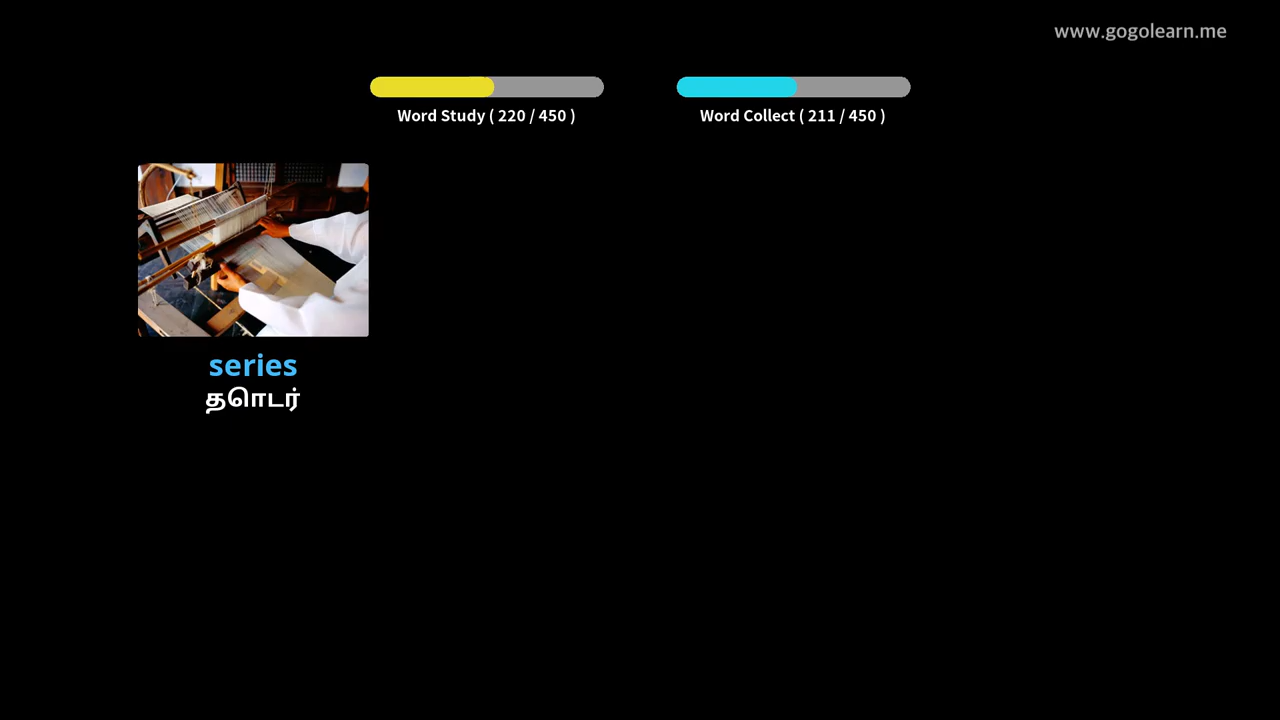 www.gogolearn.me
Word Study ( 220 / 450 )
Word Collect ( 211 / 450 )
series
தொடர்